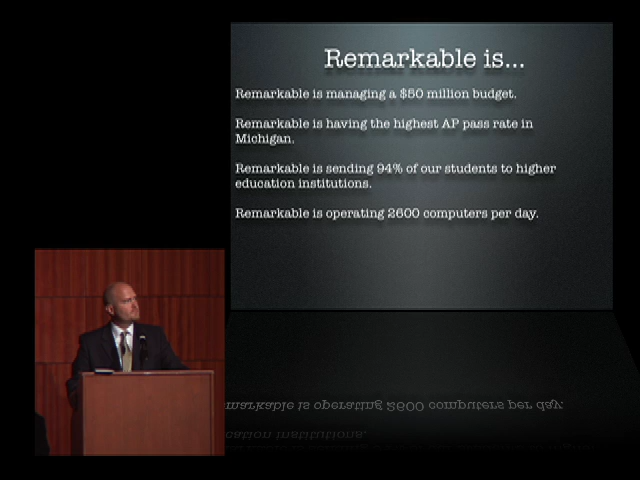 Remarkable is...
Remarkable is managing a $50 million budget.
Remarkable is having the highest AP pass rate in
Michigan.
Remarkable is sending 94% of our students to higher
education institutions.
Remarkable is operating 2600 computers per day.